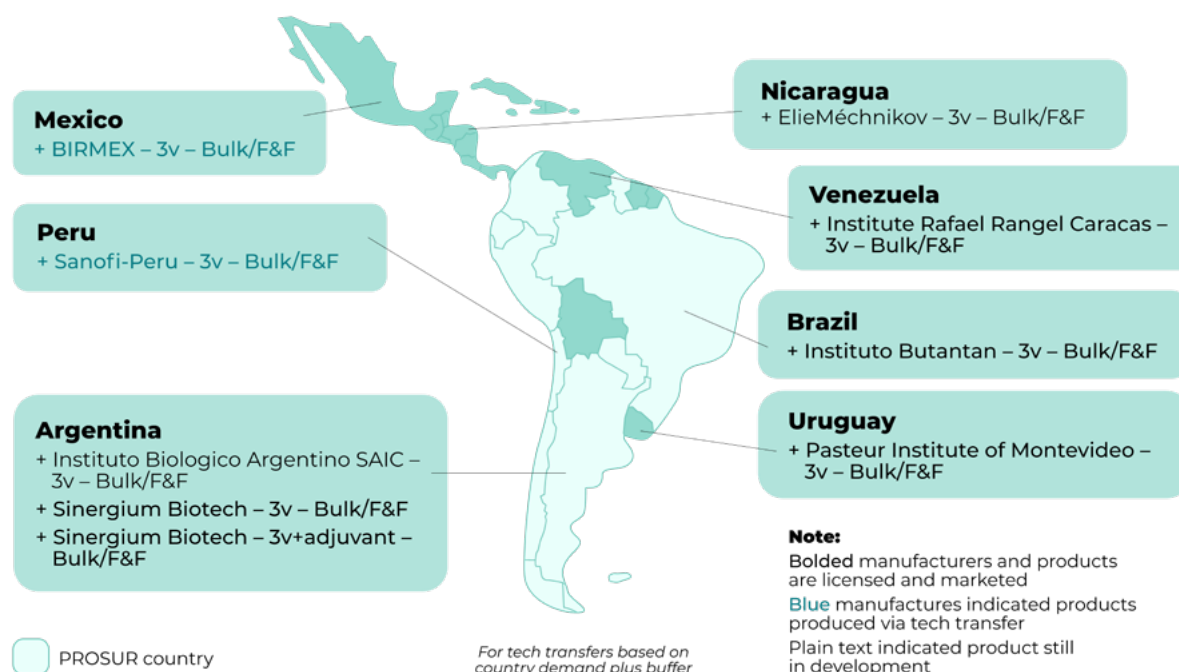 Mexico
+ BIRMEX – 3v – Bulk/F&F
Peru
+ Sanofi-Peru – 3v – Bulk/F&F
Argentina
+ Instituto Biologico Argentino SAIC –
3v – Bulk/F&F
+ Sinergium Biotech – 3v – Bulk/F&F
+ Sinergium Biotech – 3v+adjuvant –
Bulk/F&F
PROSUR country
Nicaragua
+ ElieMéchnikov – 3v – Bulk/F&F
Venezuela
+ Institute Rafael Rangel Caracas –
3v – Bulk/F&F
Brazil
+ Instituto Butantan – 3v – Bulk/F&F
Uruguay
+ Pasteur Institute of Montevideo –
3v – Bulk/F&F
For tech transfers based on
country demand plus buffer
Note:
Bolded manufacturers and products
are licensed and marketed
Blue manufactures indicated products
produced via tech transfer
Plain text indicated product still
in development